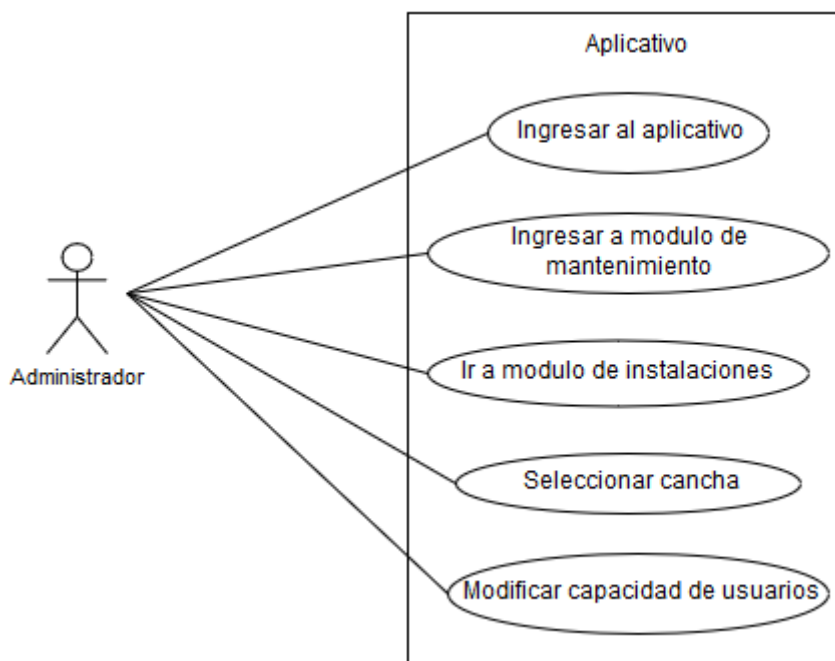 Aplicativo
Ingresar al aplicativo
Ingresar a modulo de
mantenimiento
Ir a modulo de instalaciones
Administrador
Seleccionar cancha
Modificar capacidad de usuarios